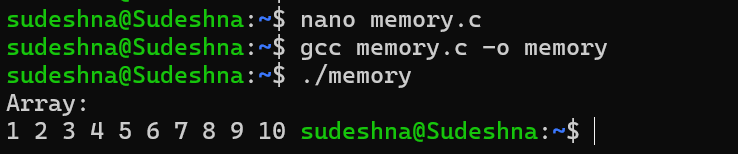 sudeshna@Sudeshna:~$ nano memory.c
sudeshna@Sudeshna:~$ gcc memory.c -o memory
sudeshna@Sudeshna:~$ ./memory
Array:
1 2 3 4 5 6 7 8 9 10 sudeshna@Sudeshna:~$